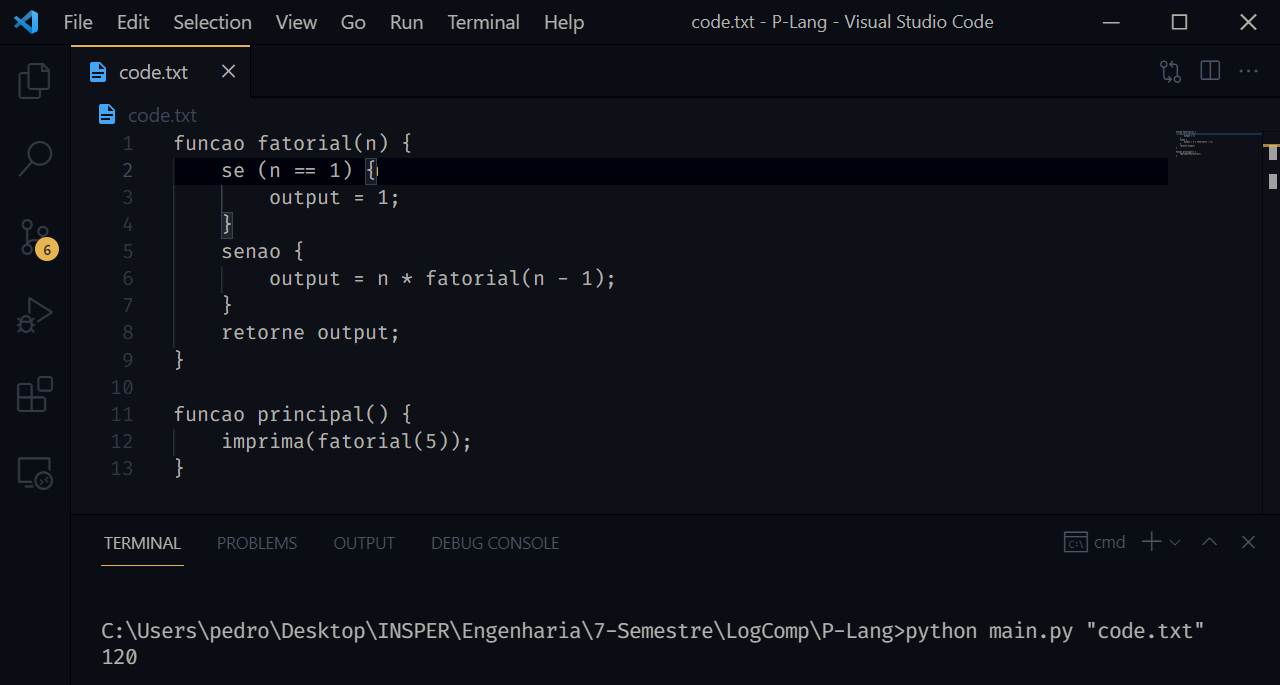 File Edit Selection View Go Run Terminal Help code.txt - P-Lang - Visual Studio Code
code.txt
code.txt
1 funcao fatorial(n) {
2     se (n == 1) {
3         output = 1;
4     }
5     senao {
6         output = n * fatorial(n - 1);
7     }
8     retorne output;
9 }
10
11 funcao principal() {
12     imprima(fatorial(5));
13 }
6
TERMINAL PROBLEMS OUTPUT DEBUG CONSOLE cmd
C:\Users\pedro\Desktop\INSPER\Engenharia\7-Semestre\LogComp\P-Lang>python main.py "code.txt"
120